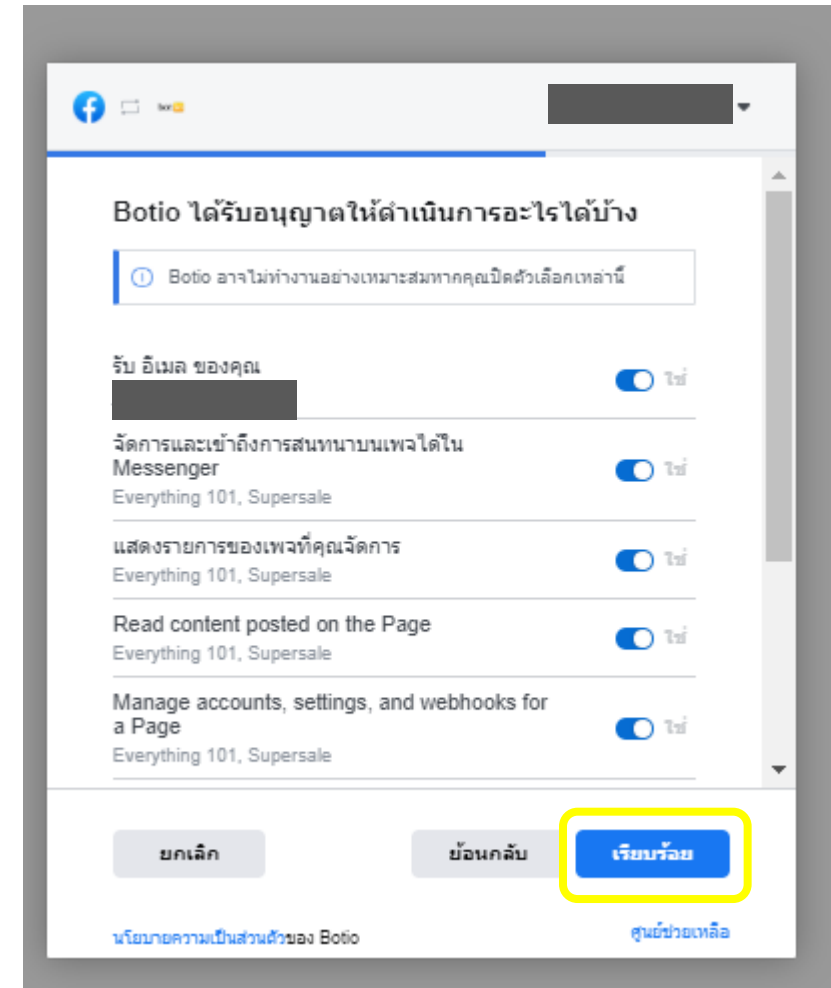 Botio ได้รับอนุญาตให้ดำเนินการอะไรได้บ้าง
Botio อาจไม่ทำงานอย่างเหมาะสมหากคุณปิดตัวเลือกเหล่านี้
รับ อีเมล ของคุณ
ใช่
จัดการและเข้าถึงการสนทนาบนเพจได้ใน
Messenger
ใช่
Everything 101, Supersale
แสดงรายการของเพจที่คุณจัดการ
ใช่
Everything 101, Supersale
Read content posted on the Page
ใช่
Everything 101, Supersale
Manage accounts, settings, and webhooks for
a Page
ใช่
Everything 101, Supersale
ยกเลิก
ย้อนกลับ
เรียบร้อย
นโยบายความเป็นส่วนตัวของ Botio
ศูนย์ช่วยเหลือ